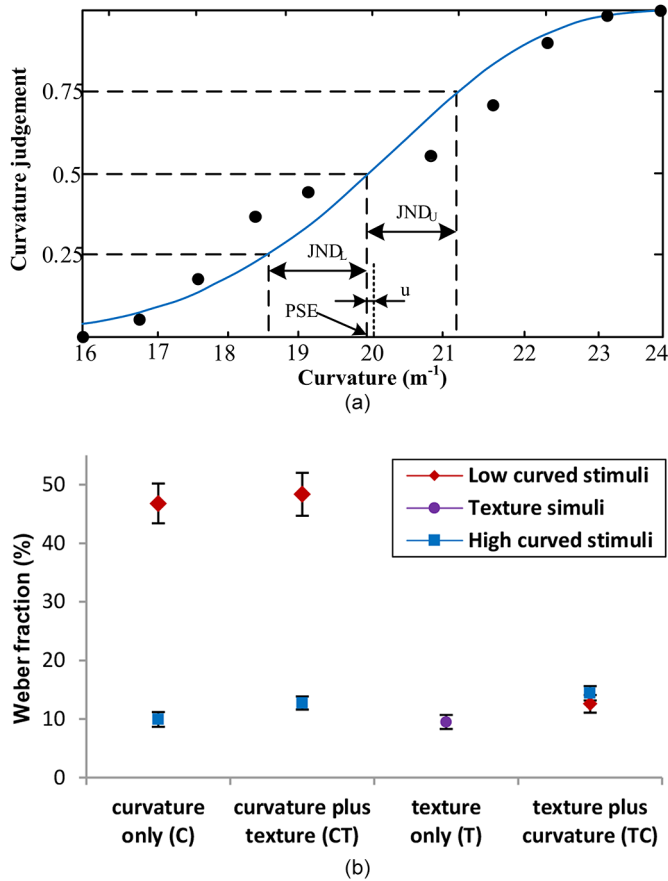 (a)
Curvature judgement
0.75
0.5
0.25
JND_U
JND_L
u
PSE
16 17 18 19 20 21 22 23 24
Curvature (m⁻¹)
(a)
Weber fraction (%)
50
40
30
20
10
0
Low curved stimuli
Texture simuli
High curved stimuli
curvature only (C)
curvature plus texture (CT)
texture only (T)
texture plus curvature (TC)
(b)